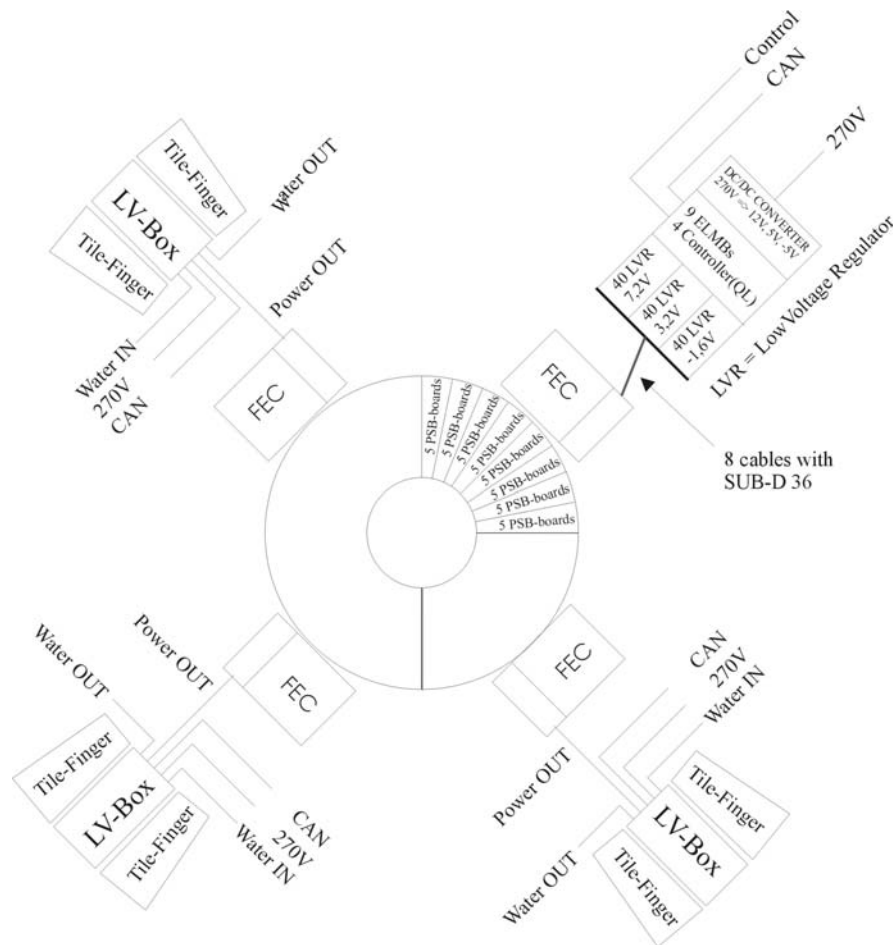 Control
CAN
270V
DC/DC CONVERTER
270V => 12V, 5V, -5V
9 ELMBs
4 Controller(QL)
40 LVR
7,2V
40 LVR
3,2V
40 LVR
-1,6V
LVR = LowVoltage Regulator
8 cables with
SUB-D 36
Tile-Finger
LV-Box
Tile-Finger
Water OUT
Power OUT
Water IN
270V
CAN
FEC
FEC
5 PSB-boards
5 PSB-boards
5 PSB-boards
5 PSB-boards
5 PSB-boards
5 PSB-boards
5 PSB-boards
5 PSB-boards
Water OUT
Power OUT
FEC
Tile-Finger
LV-Box
Tile-Finger
CAN
270V
Water IN
FEC
CAN
270V
Water IN
Power OUT
Water OUT
Tile-Finger
LV-Box
Tile-Finger